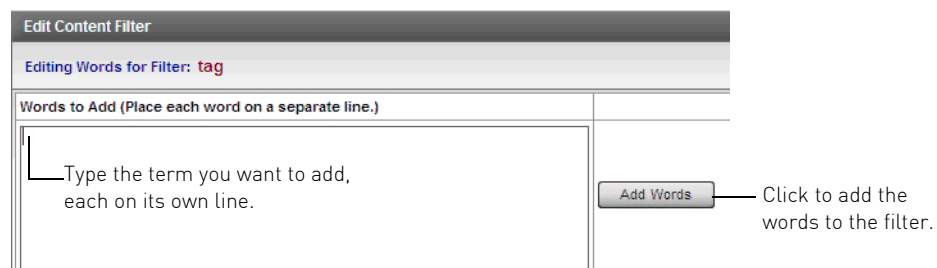 Edit Content Filter
Editing Words for Filter: tag
Words to Add (Place each word on a separate line.)
Type the term you want to add,
each on its own line.
Add Words
Click to add the
words to the filter.